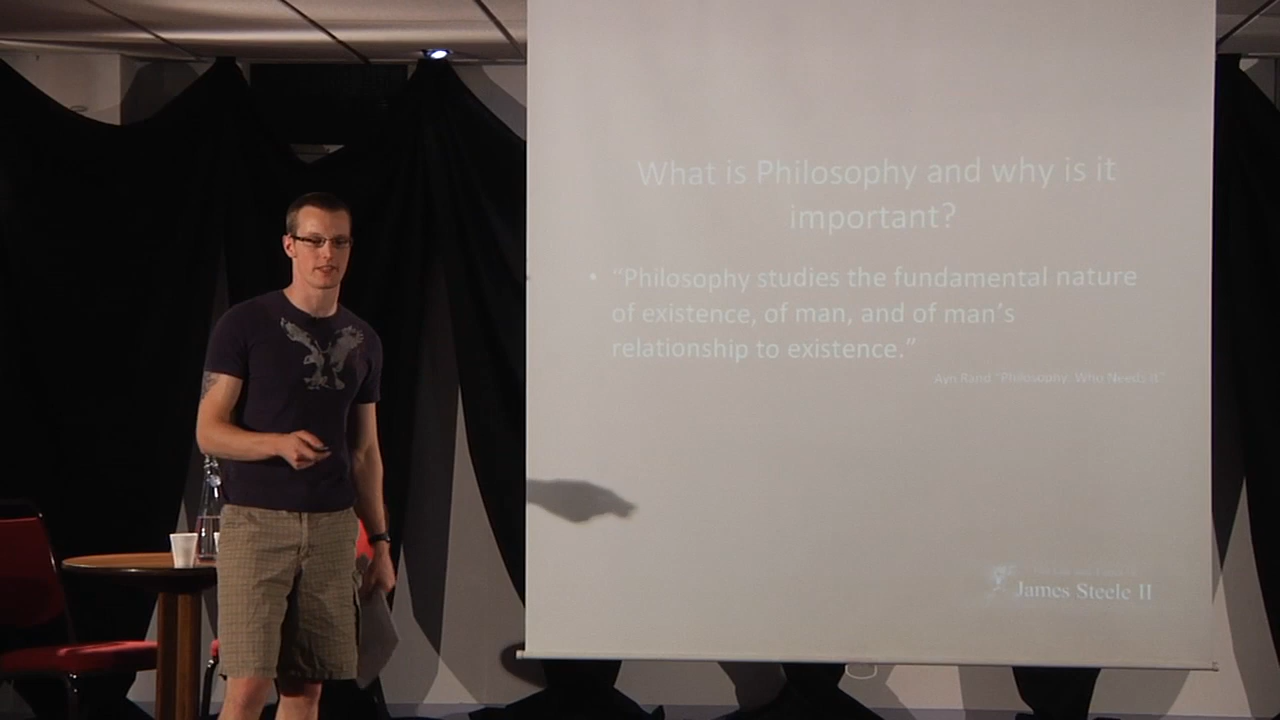 What is Philosophy and why is it
important?
• “Philosophy studies the fundamental nature
of existence, of man, and of man’s
relationship to existence.”
Ayn Rand “Philosophy: Who Needs It”
James Steele II